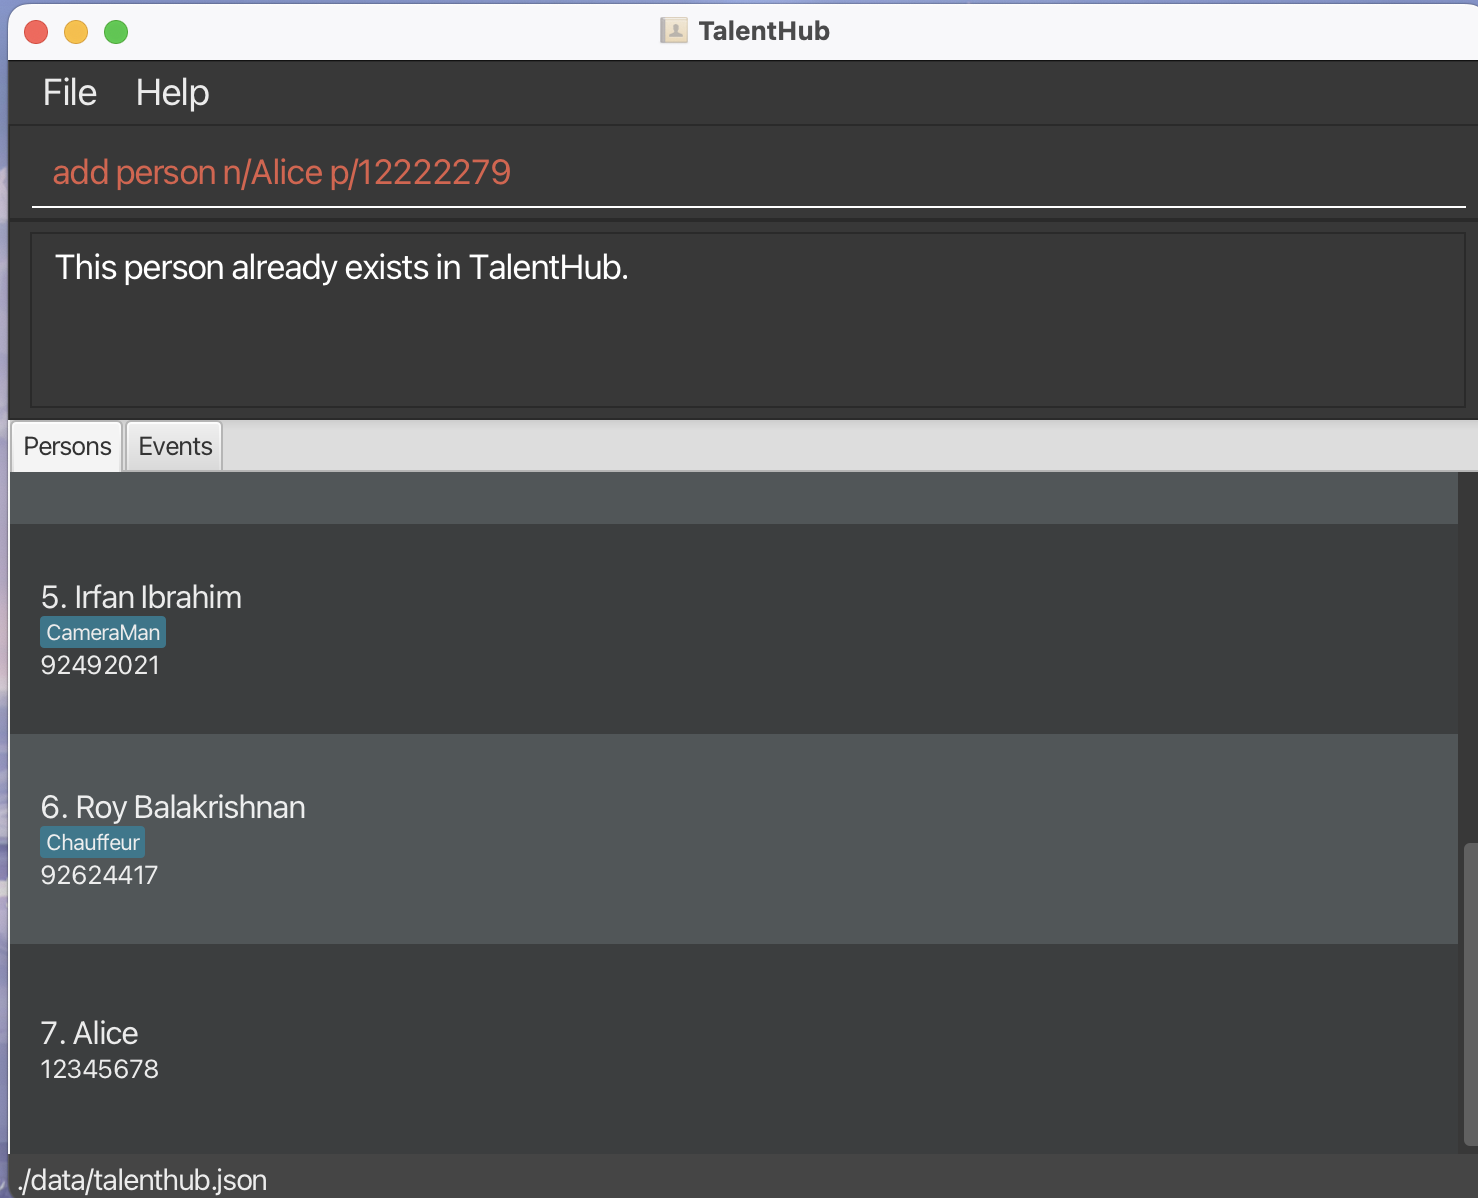 TalentHub
File Help
add person n/Alice p/12222279
This person already exists in TalentHub.
Persons Events
5. Irfan Ibrahim
CameraMan
92492021
6. Roy Balakrishnan
Chauffeur
92624417
7. Alice
12345678
./data/talenthub.json